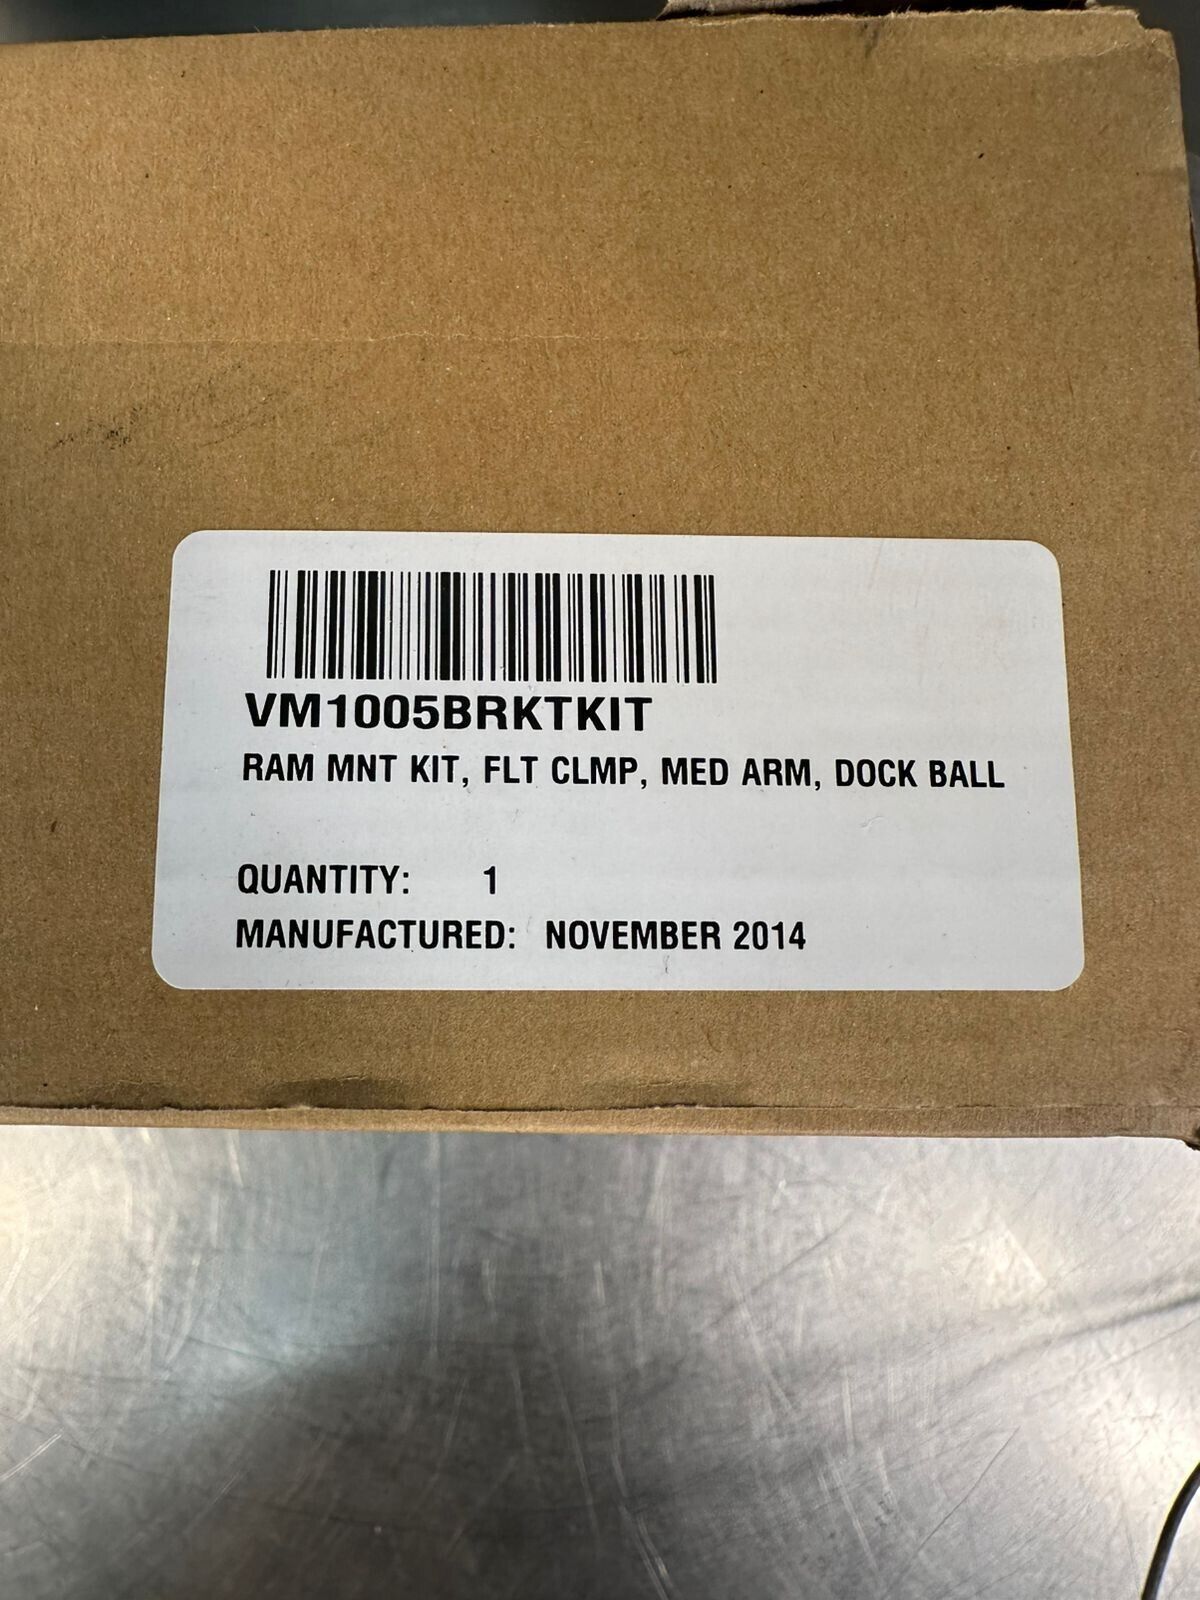 VM1005BRKTKIT
RAM MNT KIT, FLT CLMP, MED ARM, DOCK BALL
QUANTITY: 1
MANUFACTURED: NOVEMBER 2014